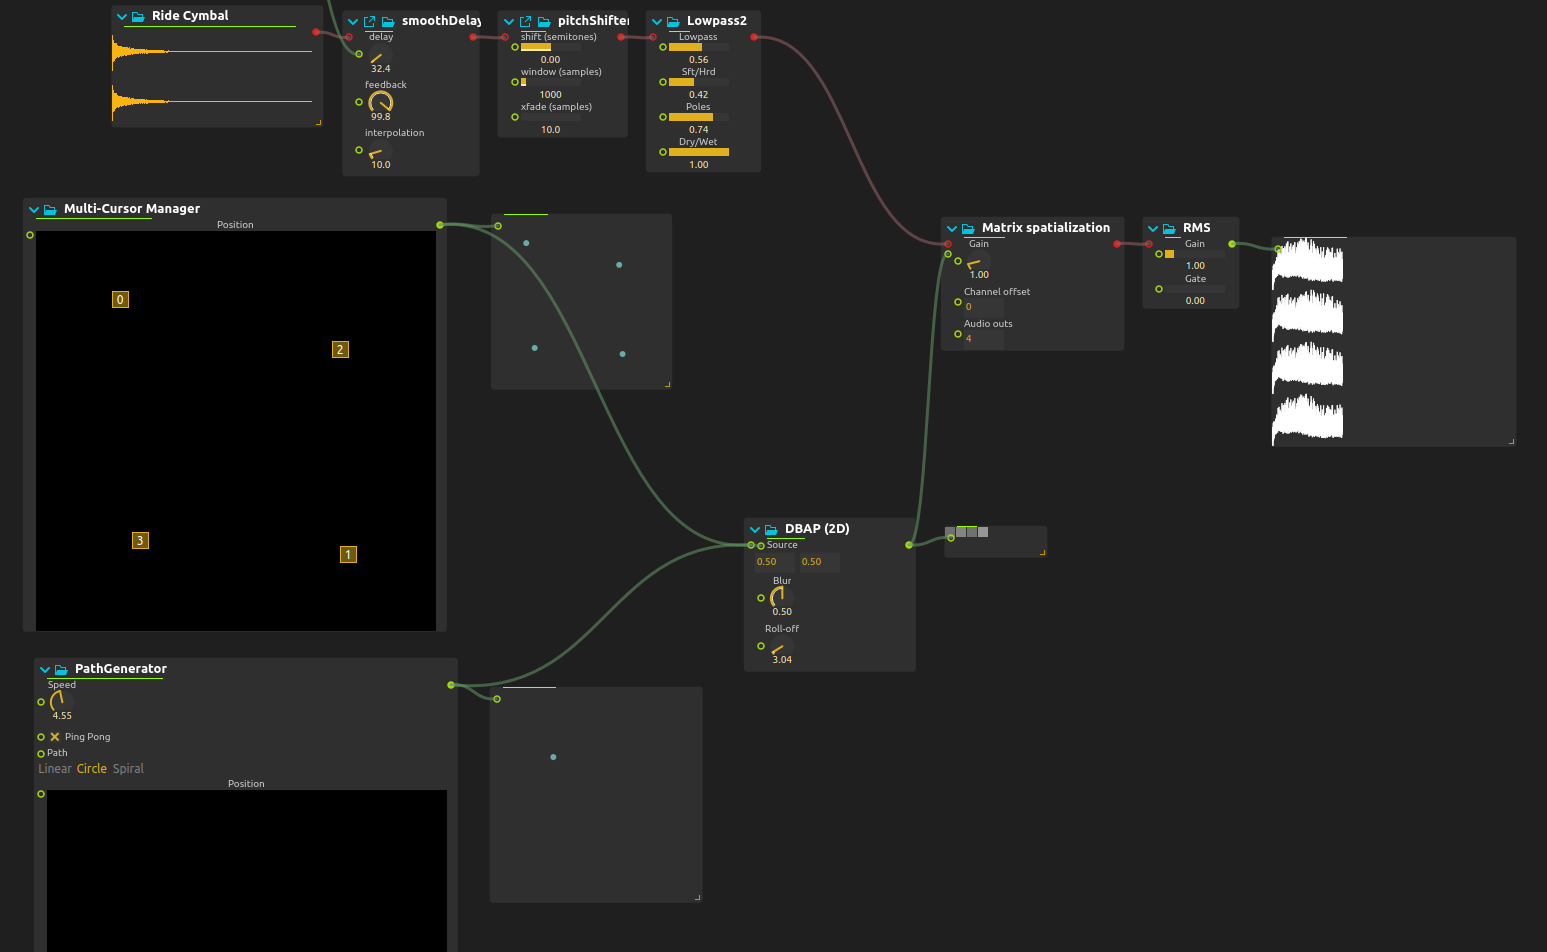 Ride Cymbal
smoothDelay
delay
32.4
feedback
99.8
interpolation
10.0
pitchShifter
shift (semitones)
0.00
window (samples)
1000
xfade (samples)
10.0
Lowpass2
Lowpass
0.56
Sft/Hrd
0.42
Poles
0.74
Dry/Wet
1.00
Multi-Cursor Manager
Position
0
2
3
1
Matrix spatialization
Gain
1.00
Channel offset
0
Audio outs
4
RMS
Gain
1.00
Gate
0.00
DBAP (2D)
Source
0.50 0.50
Blur
0.50
Roll-off
3.04
PathGenerator
Speed
4.55
Ping Pong
Path
Linear Circle Spiral
Position